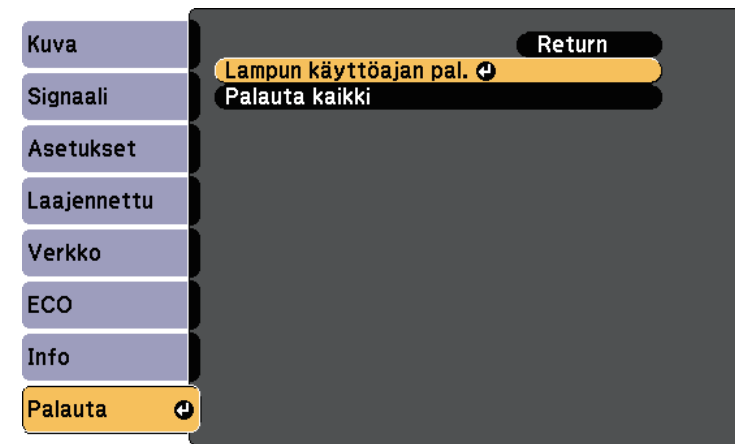 Kuva
Signaali
Asetukset
Laajennettu
Verkko
ECO
Info
Palauta
Return
Lampun käyttöajan pal.
Palauta kaikki